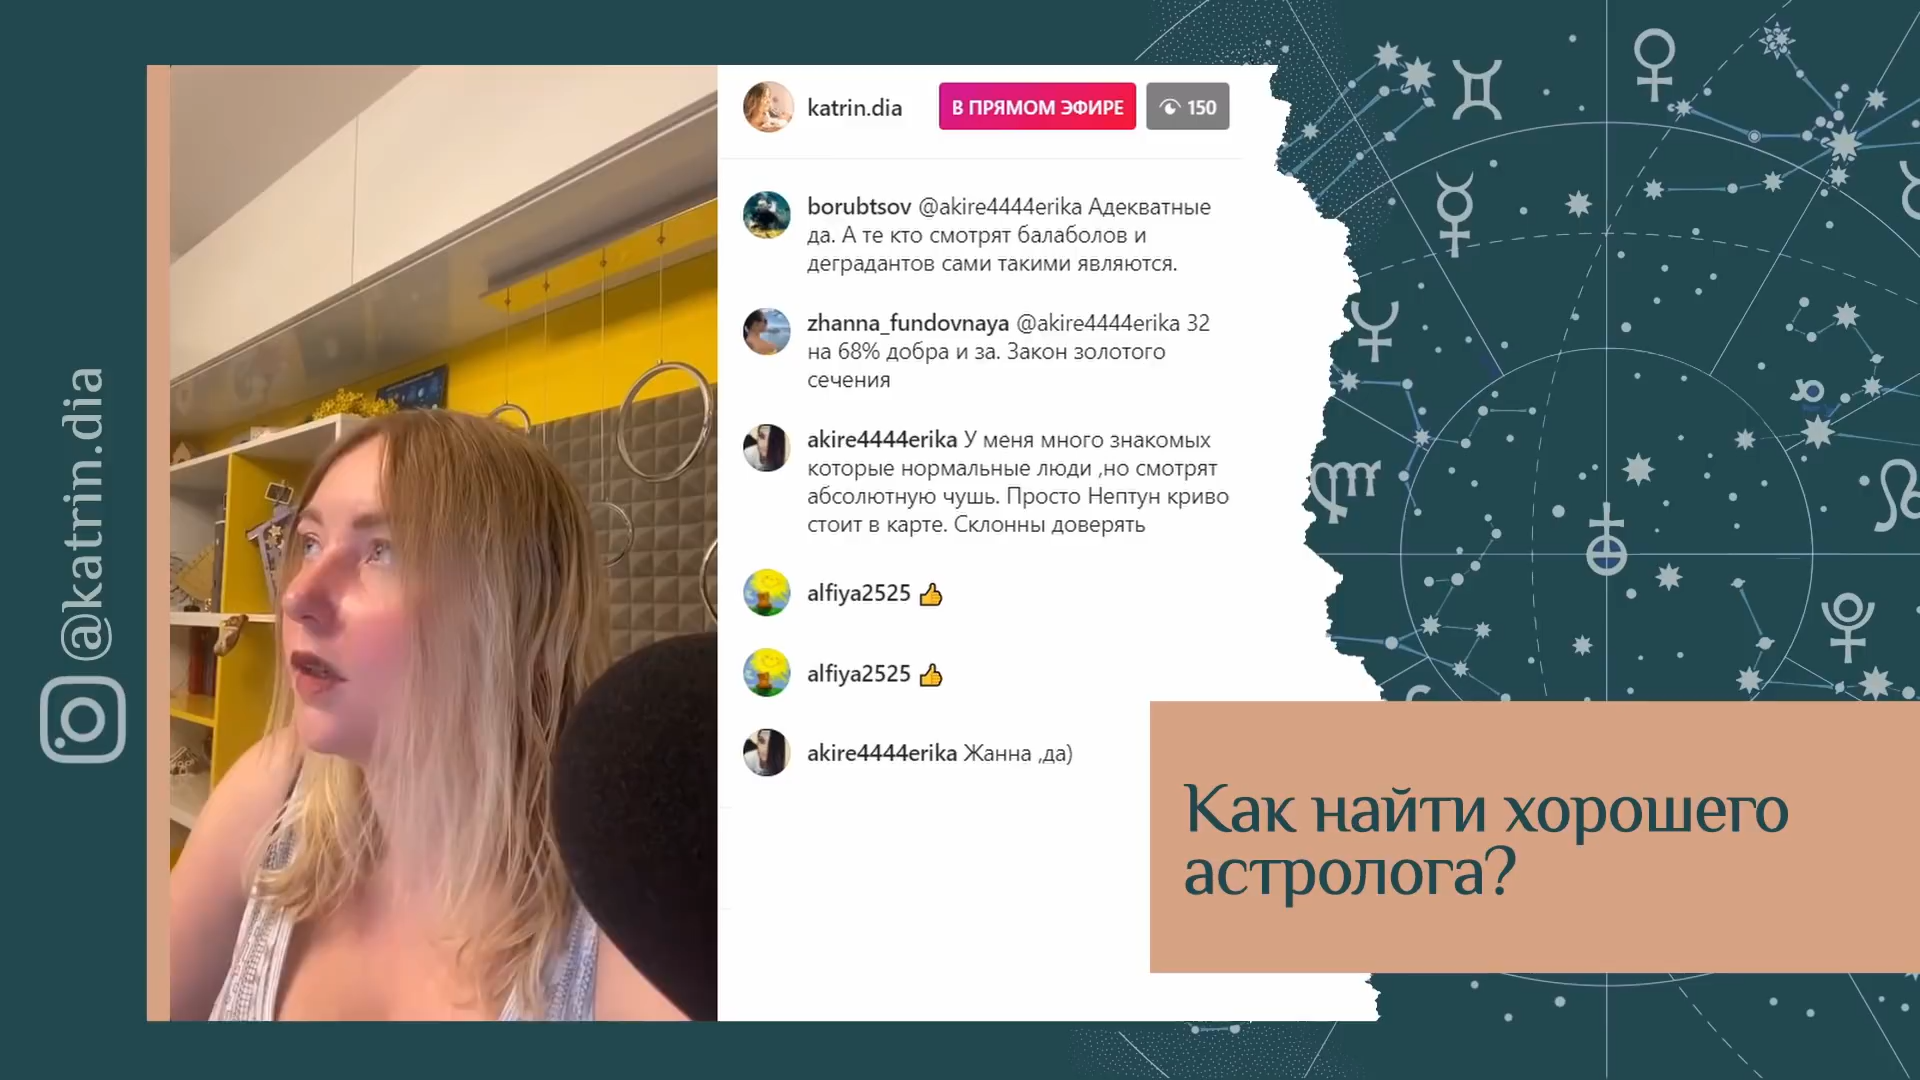 @katrin.dia
katrin.dia
В ПРЯМОМ ЭФИРЕ
150
borubtsov @akire4444erika Адекватные
да. А те кто смотрят балаболов и
деградантов сами такими являются.
zhanna_fundovnaya @akire4444erika 32
на 68% добра и за. Закон золотого
сечения
akire4444erika У меня много знакомых
которые нормальные люди ,но смотрят
абсолютную чушь. Просто Нептун криво
стоит в карте. Склонны доверять
alfiya2525 👍
alfiya2525 👍
akire4444erika Жанна ,да)
Как найти хорошего
астролога?